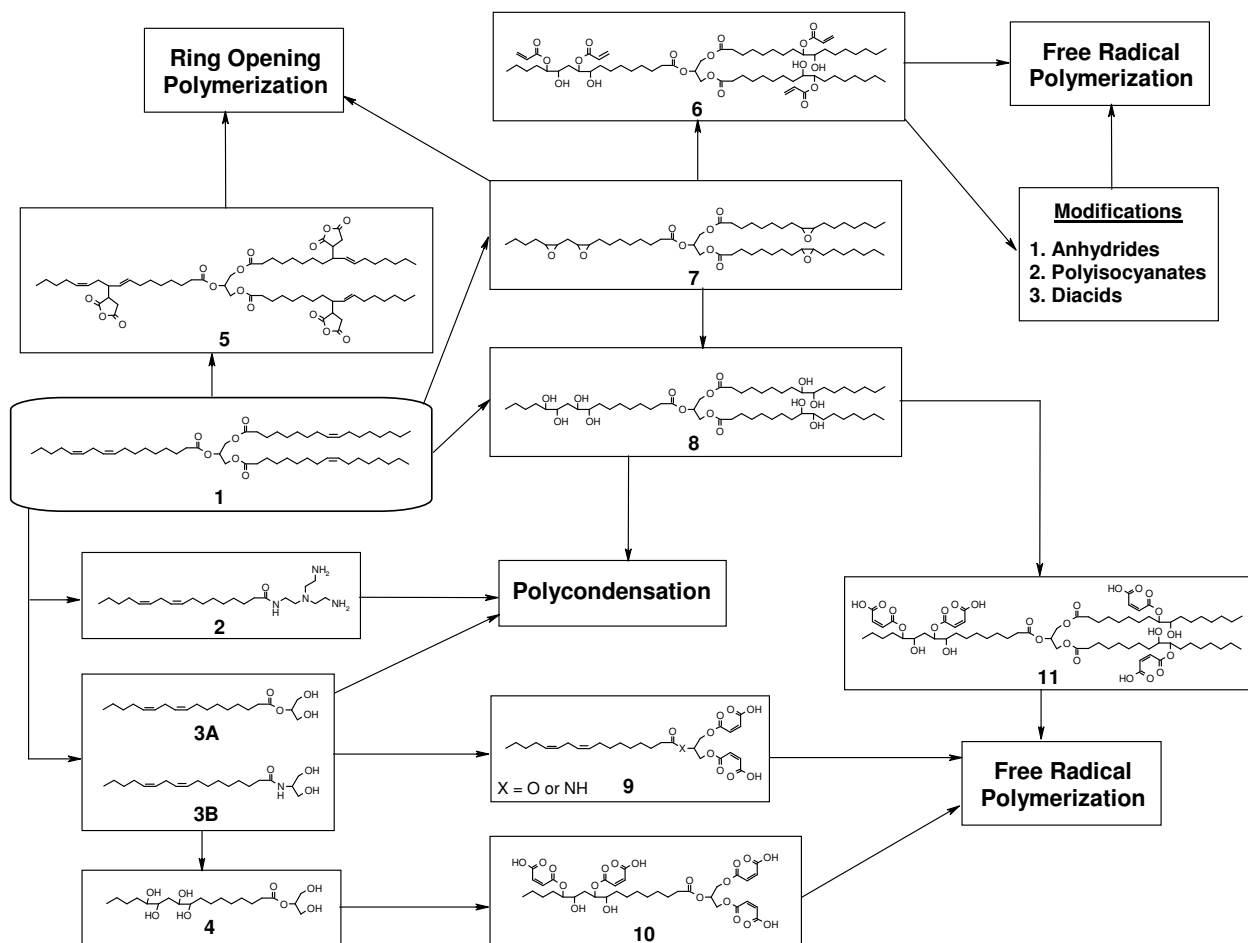 Ring Opening
Polymerization
6
Free Radical
Polymerization
Modifications
1. Anhydrides
2. Polyisocyanates
3. Diacids
7
5
8
1
Polycondensation
2
11
3A
3B
X = O or NH
9
Free Radical
Polymerization
4
10